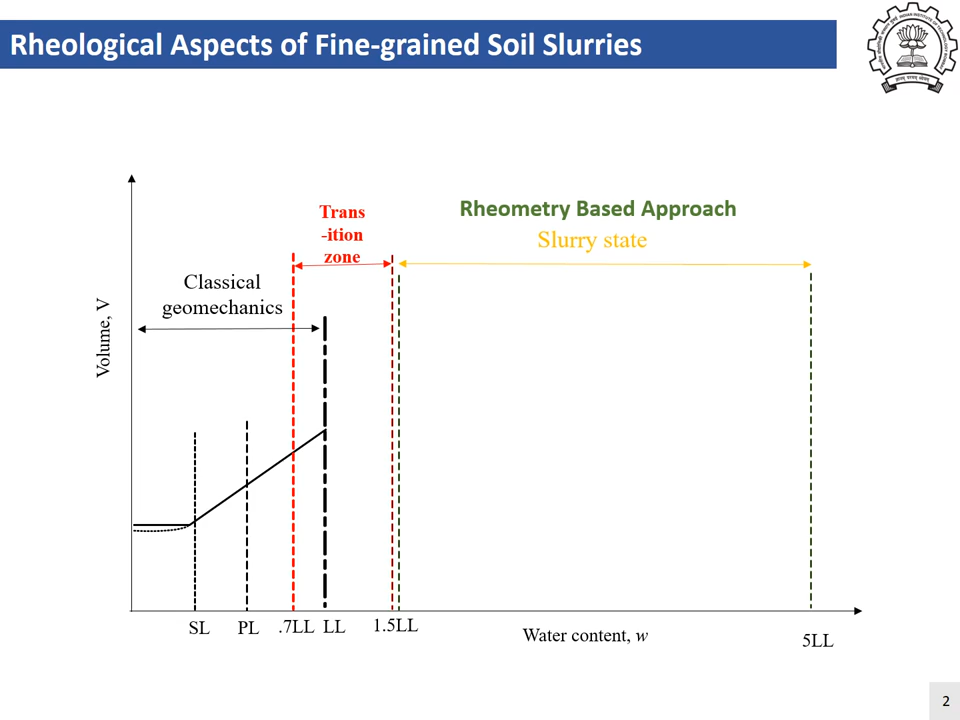 Rheological Aspects of Fine-grained Soil Slurries
Trans
-ition
zone
Rheometry Based Approach
Slurry state
Classical
geomechanics
Volume, V
SL
PL
.7LL
LL
1.5LL
Water content, w
5LL
2